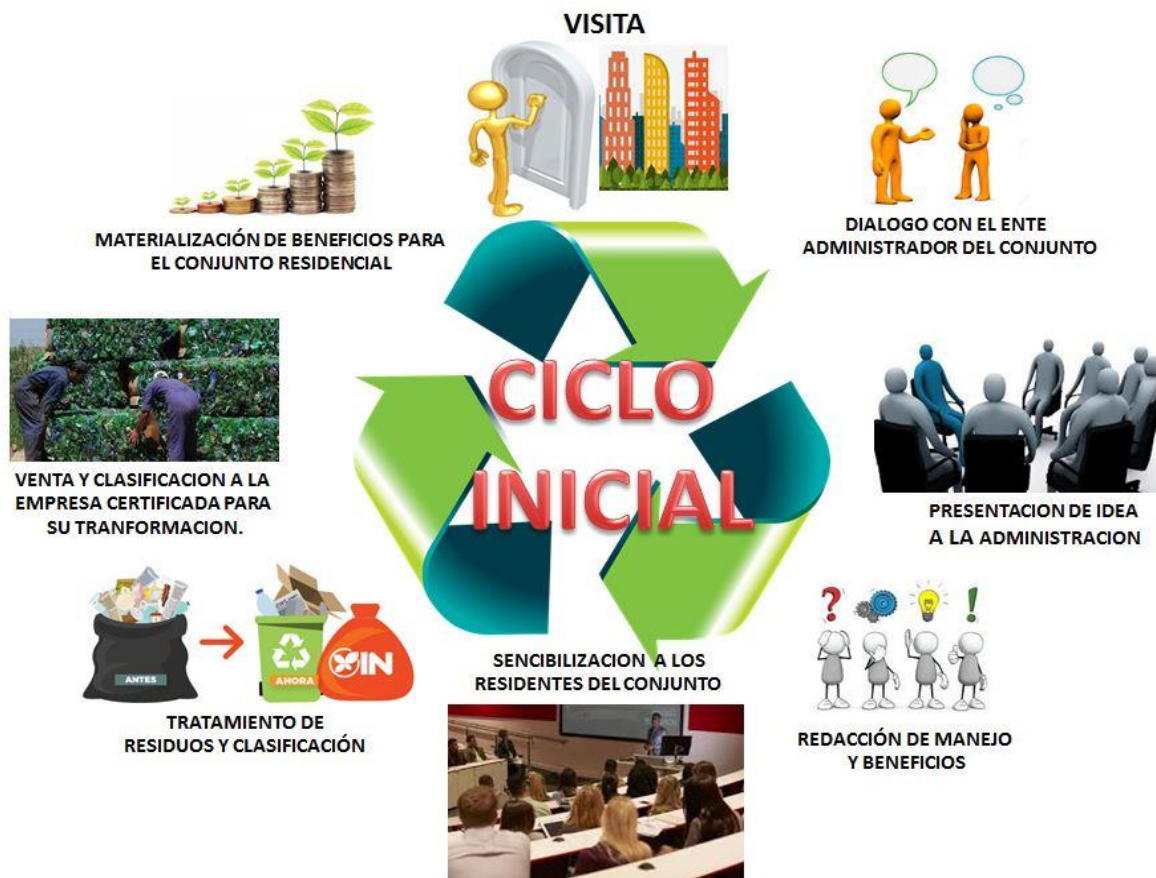 VISITA
DIALOGO CON EL ENTE
ADMINISTRADOR DEL CONJUNTO
PRESENTACION DE IDEA
A LA ADMINISTRACION
REDACCIÓN DE MANEJO
Y BENEFICIOS
SENCIBILIZACION A LOS
RESIDENTES DEL CONJUNTO
TRATAMIENTO DE
RESIDUOS Y CLASIFICACIÓN
ANTES
AHORA
IN
VENTA Y CLASIFICACION A LA
EMPRESA CERTIFICADA PARA
SU TRANFORMACION.
MATERIALIZACIÓN DE BENEFICIOS PARA
EL CONJUNTO RESIDENCIAL
CICLO
INICIAL